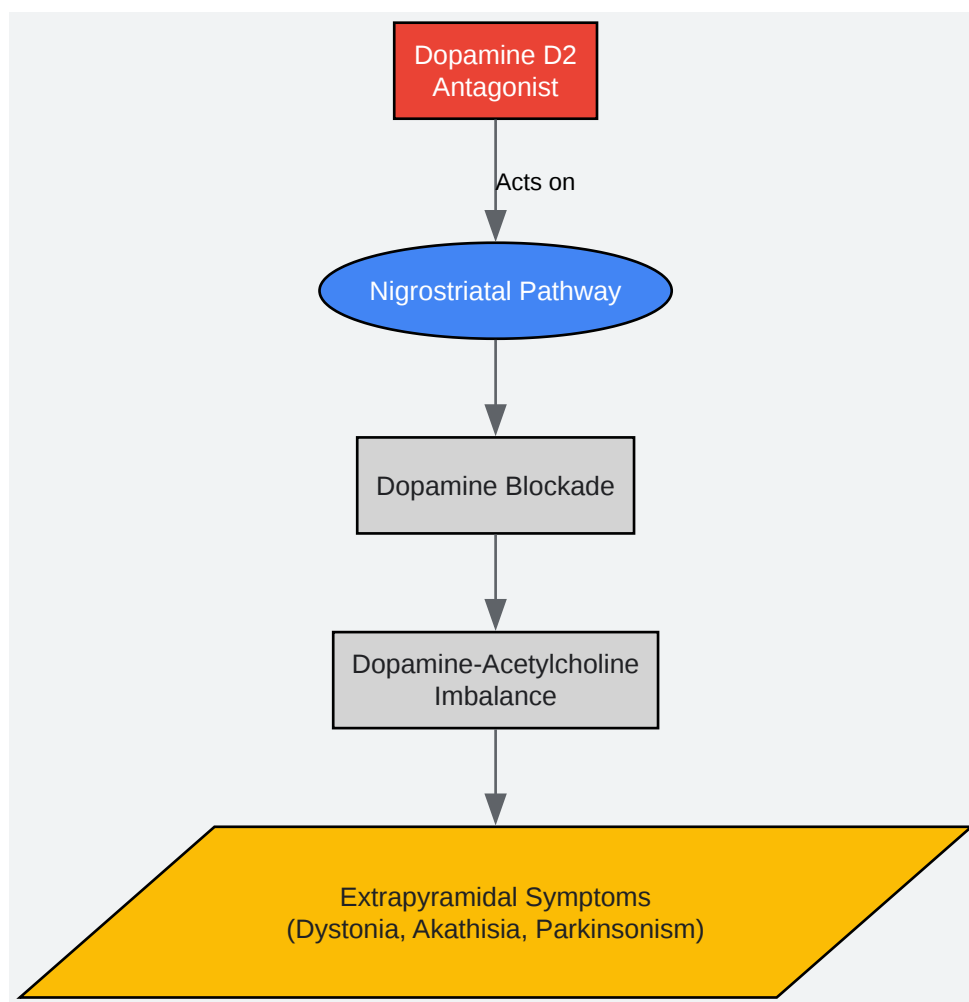 Dopamine D2
Antagonist
Acts on
Nigrostriatal Pathway
Dopamine Blockade
Dopamine-Acetylcholine
Imbalance
Extrapyramidal Symptoms
(Dystonia, Akathisia, Parkinsonism)